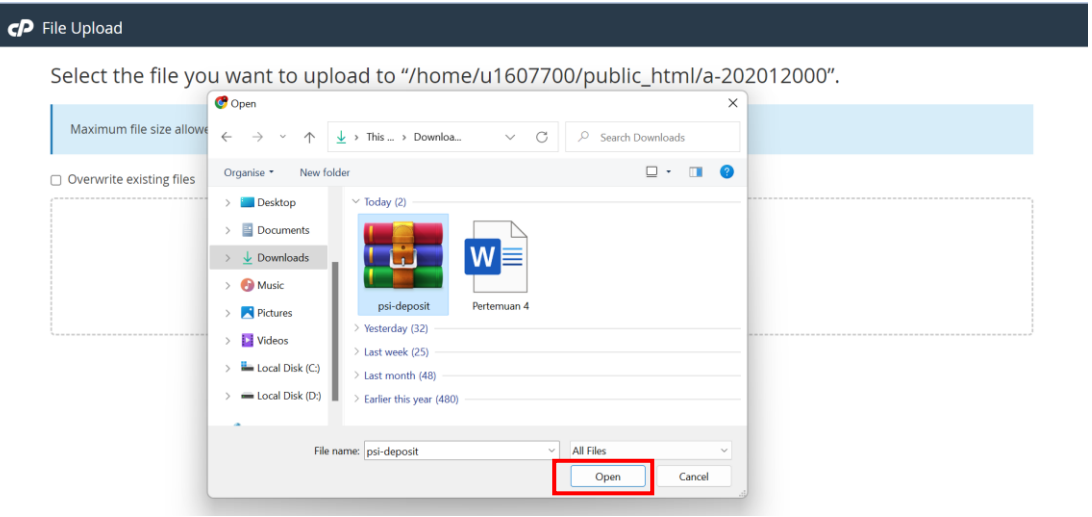 cP File Upload
Select the file you want to upload to “/home/u1607700/public_html/a-202012000”.
Maximum file size allowe
Overwrite existing files
Open
This ... › Downloa...
Search Downloads
Organise New folder
Desktop
Documents
Downloads
Music
Pictures
Videos
Local Disk (C:)
Local Disk (D:)
Today (2)
W
psi-deposit Pertemuan 4
Yesterday (32)
Last week (25)
Last month (48)
Earlier this year (480)
File name: psi-deposit All Files
Open Cancel